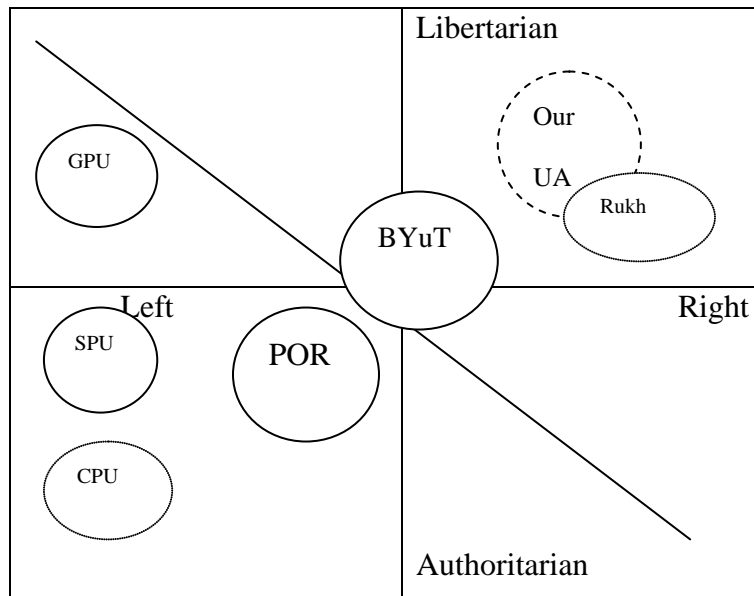 Libertarian
Our
UA
GPU
Rukh
BYuT
Left
Right
SPU
POR
CPU
Authoritarian